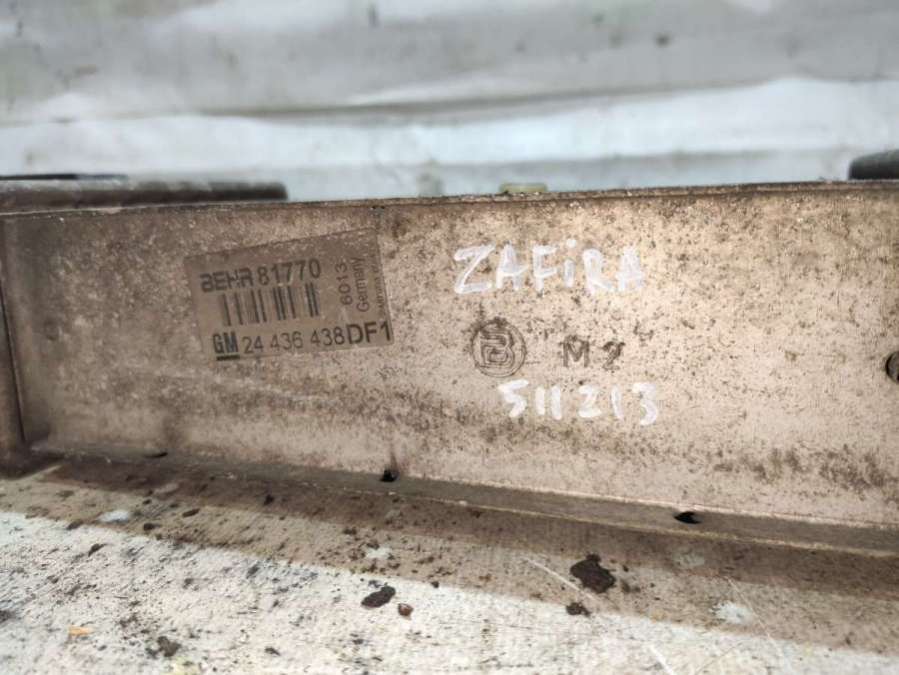 BEHR 81770
6013
Germany
GM 24 436 438 DF1
ZAFiRA
B M2
511213